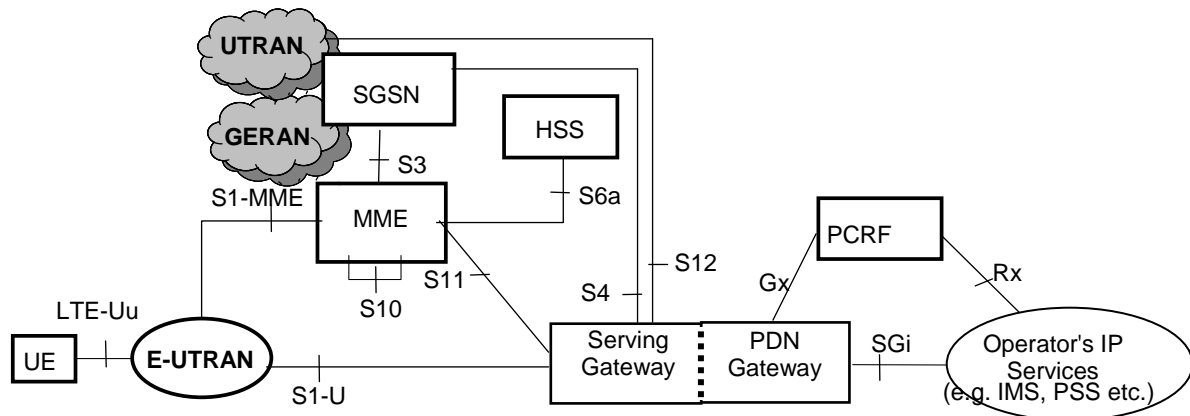 UTRAN
SGSN
GERAN
HSS
S3
S1-MME
S6a
MME
PCRF
S11
S12
S10
S4
Gx
Rx
LTE-Uu
UE
E-UTRAN
S1-U
Serving
Gateway
PDN
Gateway
SGi
Operator's IP
Services
(e.g. IMS, PSS etc.)